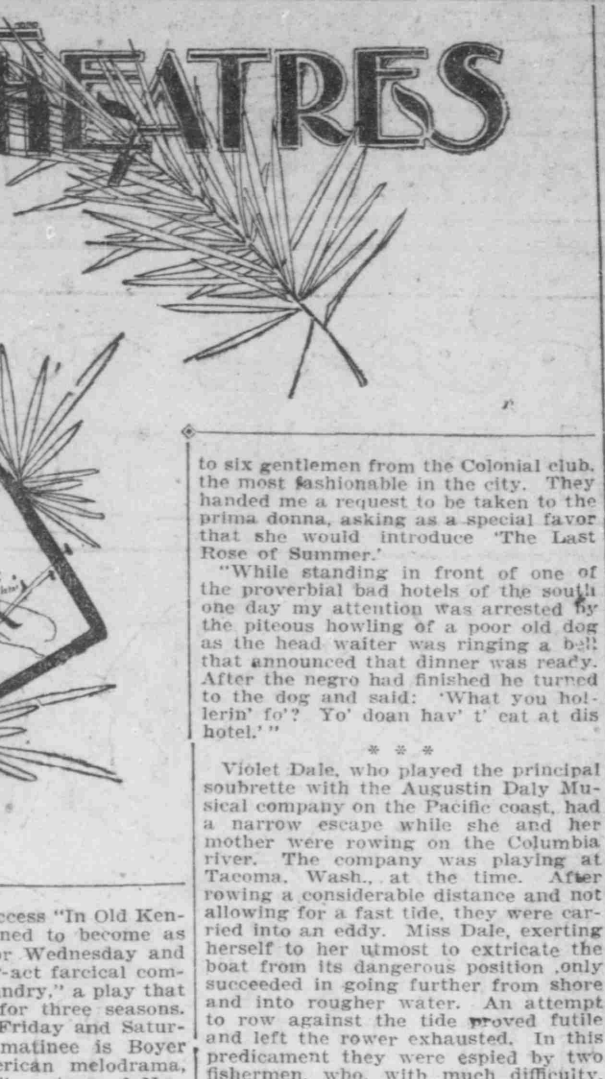 THEATRES
ccess "In Old Ken-
ned to become as
or Wednesday and
-act farcical com-
ndry," a play that
for three seasons.
Friday and Satur-
matinee is Boyer
erican melodrama,
to six gentlemen from the Colonial club,
the most fashionable in the city. They
handed me a request to be taken to the
prima donna, asking as a special favor
that she would introduce 'The Last
Rose of Summer.'
"While standing in front of one of
the proverbial bad hotels of the south
one day my attention was arrested by
the piteous howling of a poor old dog
as the head waiter was ringing a bell
that announced that dinner was ready.
After the negro had finished he turned
to the dog and said: 'What you hol-
lerin' fo'? Yo' doan hav' t' eat at dis
hotel.' "
* * *
Violet Dale, who played the principal
soubrette with the Augustin Daly Mu-
sical company on the Pacific coast, had
a narrow escape while she and her
mother were rowing on the Columbia
river. The company was playing at
Tacoma, Wash., at the time. After
rowing a considerable distance and not
allowing for a fast tide, they were car-
ried into an eddy. Miss Dale, exerting
herself to her utmost to extricate the
boat from its dangerous position ,only
succeeded in going further from shore
and into rougher water. An attempt
to row against the tide proved futile
and left the rower exhausted. In this
predicament they were espied by two
fishermen, who, with much difficulty,